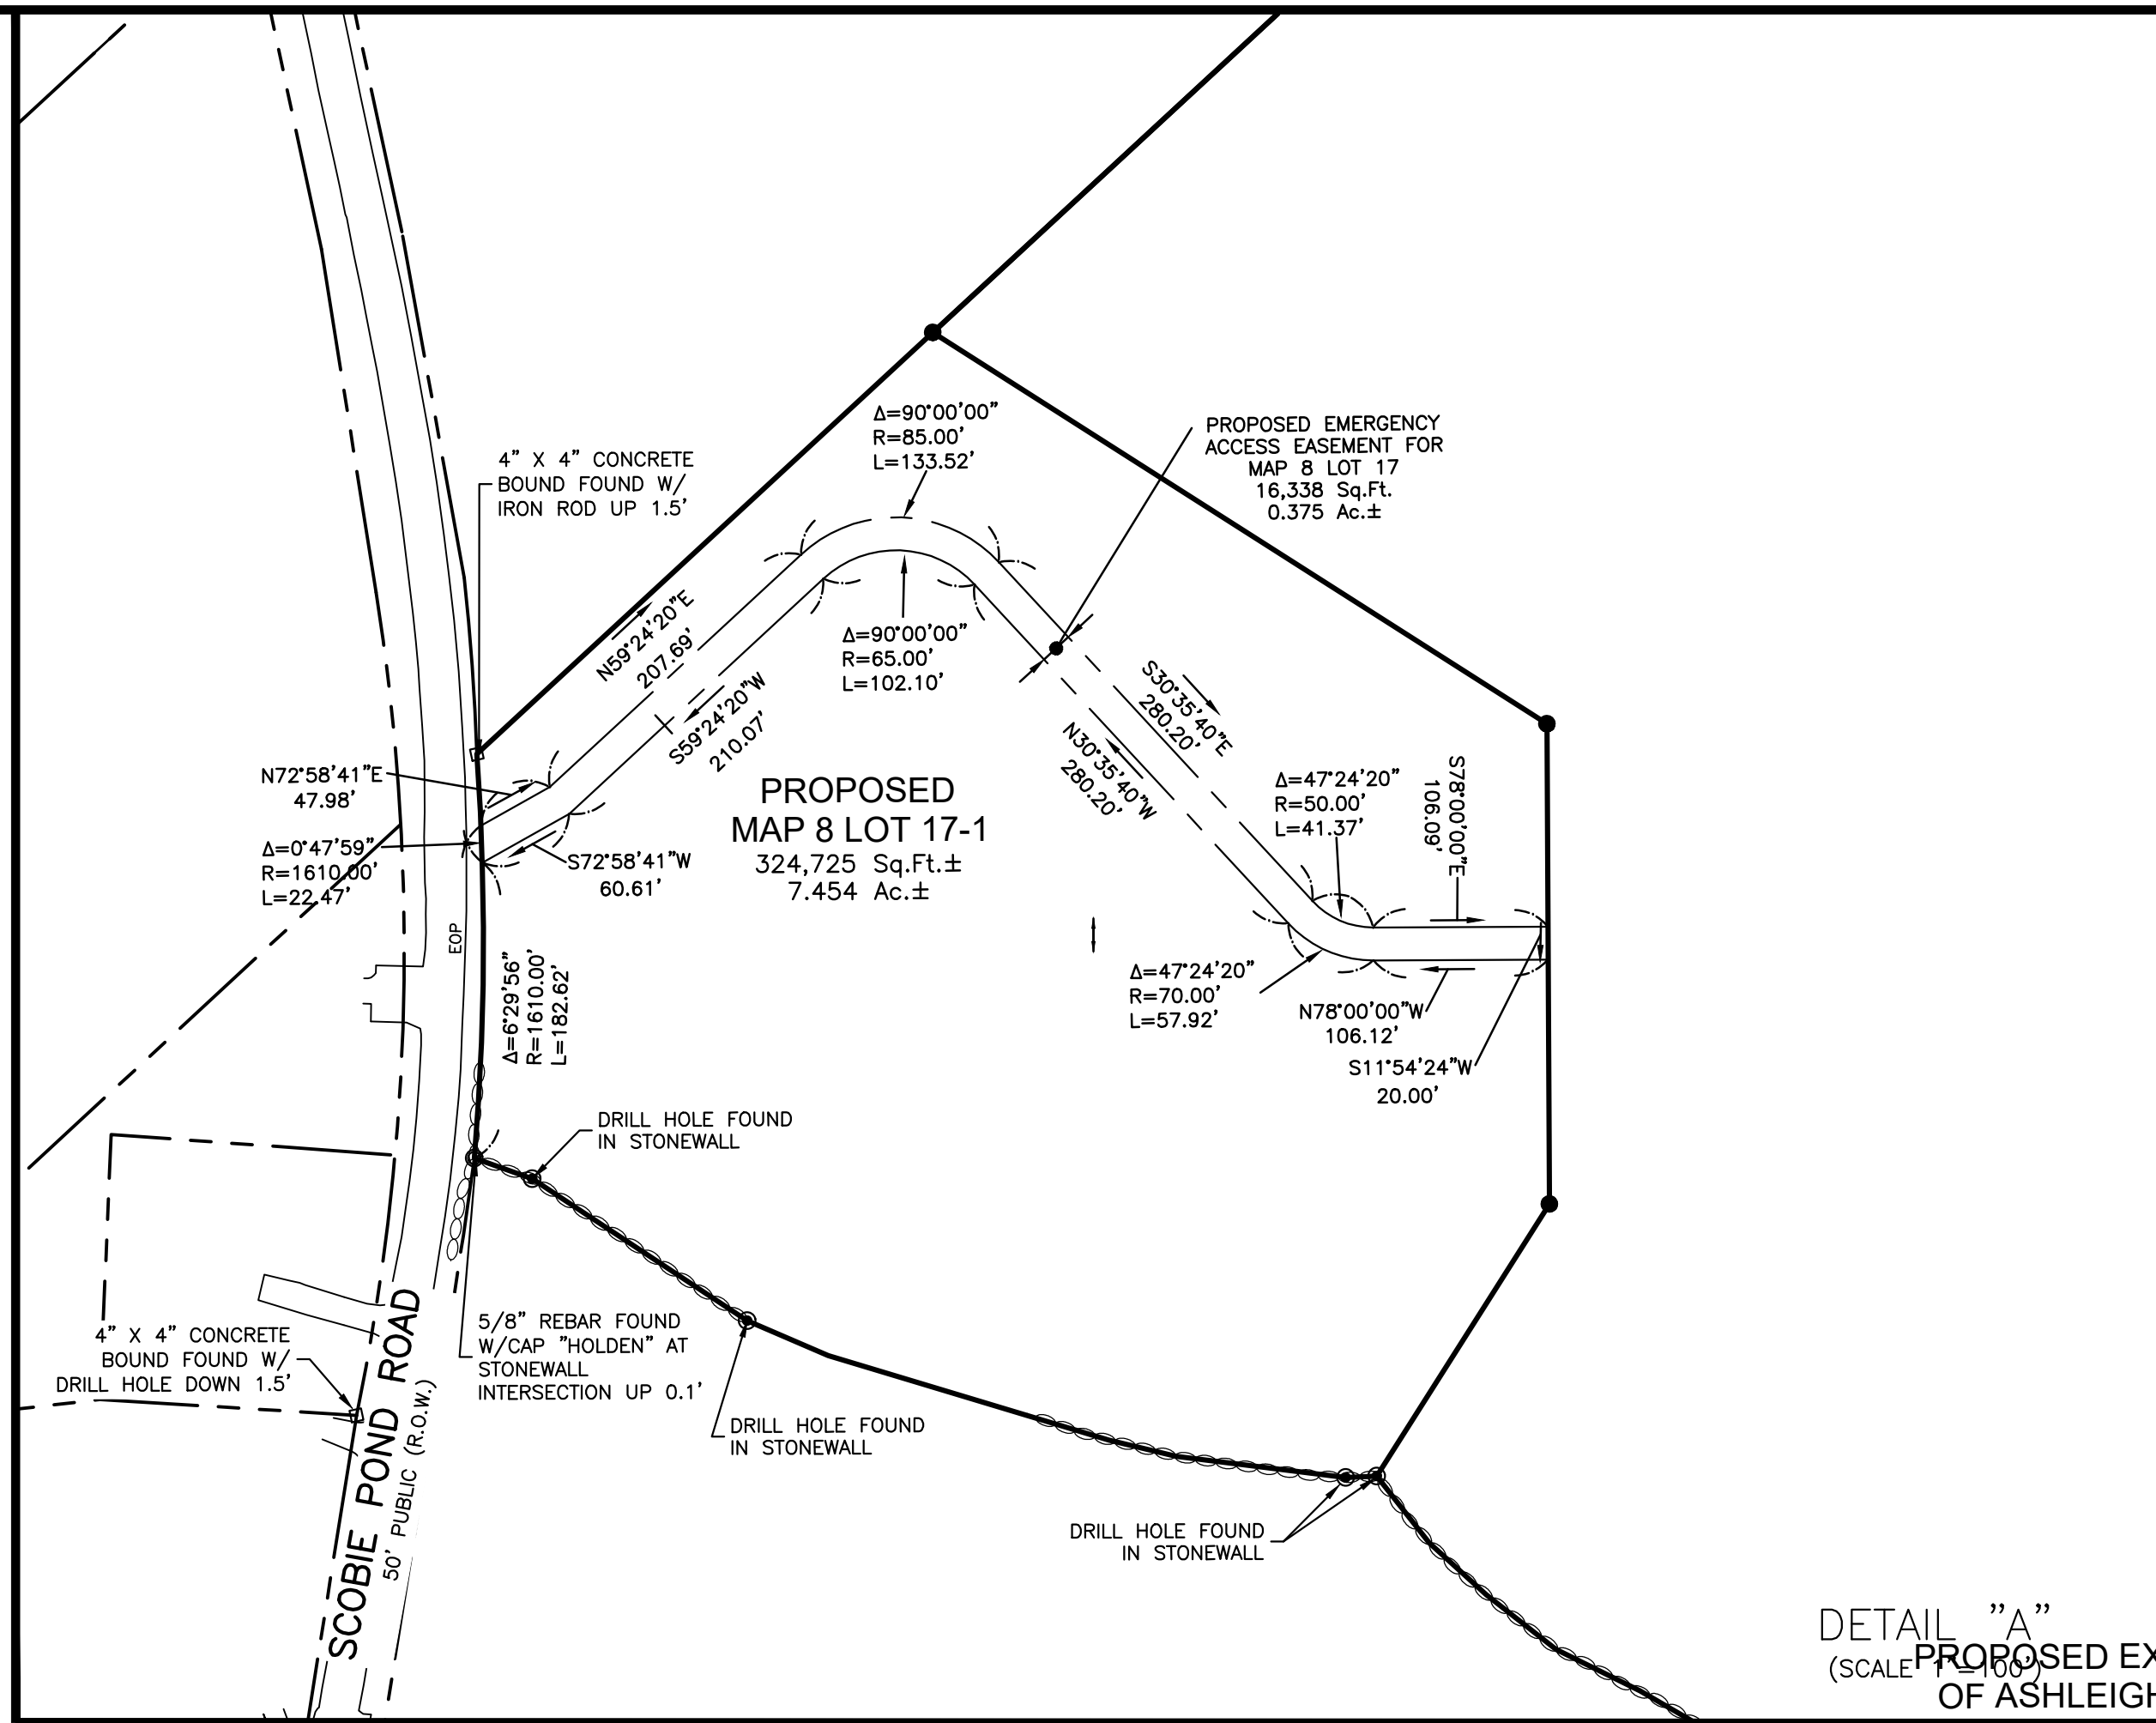 Δ=90°00'00"
R=85.00'
L=133.52'
PROPOSED EMERGENCY
ACCESS EASEMENT FOR
MAP 8 LOT 17
16,338 Sq.Ft.
0.375 Ac.±
4" X 4" CONCRETE
BOUND FOUND W/
IRON ROD UP 1.5'
N59°24'20"E
207.69'
Δ=90°00'00"
R=65.00'
L=102.10'
S59°24'20"W
210.07'
S30°35'40"E
280.20'
N30°35'40"W
280.20'
N72°58'41"E
47.98'
Δ=0°47'59"
R=1610.00'
L=22.47'
S72°58'41"W
60.61'
PROPOSED
MAP 8 LOT 17-1
324,725 Sq.Ft.±
7.454 Ac.±
Δ=47°24'20"
R=50.00'
L=41.37'
S78°00'00"E
106.09'
EOP
Δ=6°29'56"
R=1610.00'
L=182.62'
Δ=47°24'20"
R=70.00'
L=57.92'
N78°00'00"W
106.12'
S11°54'24"W
20.00'
DRILL HOLE FOUND
IN STONEWALL
5/8" REBAR FOUND
W/CAP "HOLDEN" AT
STONEWALL
INTERSECTION UP 0.1'
4" X 4" CONCRETE
BOUND FOUND W/
DRILL HOLE DOWN 1.5'
DRILL HOLE FOUND
IN STONEWALL
SCOBIE POND ROAD
50' PUBLIC (R.O.W.)
DRILL HOLE FOUND
IN STONEWALL
DETAIL "A"
(SCALE 1"=100')
PROPOSED EX
OF ASHLEIGH